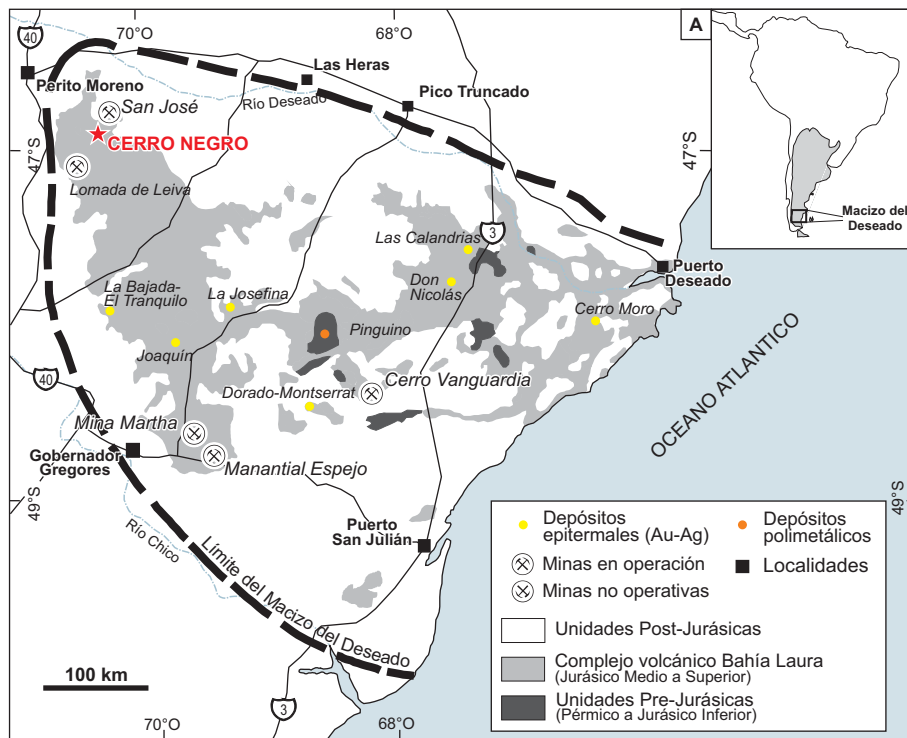 70°O
68°O
A
40
Las Heras
Perito Moreno
Río Deseado
Pico Truncado
San José
CERRO NEGRO
47°S
47°S
Lomada de Leiva
Macizo del
Deseado
3
Las Calandrias
Puerto
Deseado
La Bajada-
El Tranquilo
La Josefina
Don
Nicolás
Cerro Moro
Pinguino
Joaquín
OCEANO ATLANTICO
40
Cerro Vanguardia
Dorado-Montserrat
Mina Martha
Gobernador
Gregores
Manantial Espejo
49°S
49°S
Río Chico
Puerto
San Julián
Límite del Macizo del Deseado
100 km
3
70°O
68°O
Depósitos
epitermales (Au-Ag)
Depósitos
polimetálicos
Minas en operación
Localidades
Minas no operativas
Unidades Post-Jurásicas
Complejo volcánico Bahía Laura
(Jurásico Medio a Superior)
Unidades Pre-Jurásicas
(Pérmico a Jurásico Inferior)